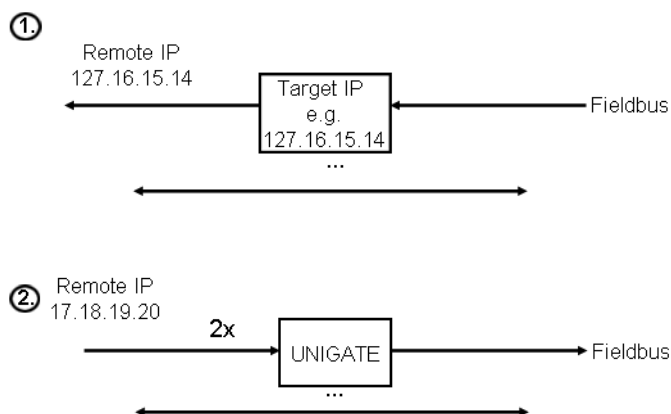 1.
Remote IP
127.16.15.14
Target IP
e.g.
127.16.15.14
Fieldbus
...
2.
Remote IP
17.18.19.20
2x
UNIGATE
Fieldbus
...